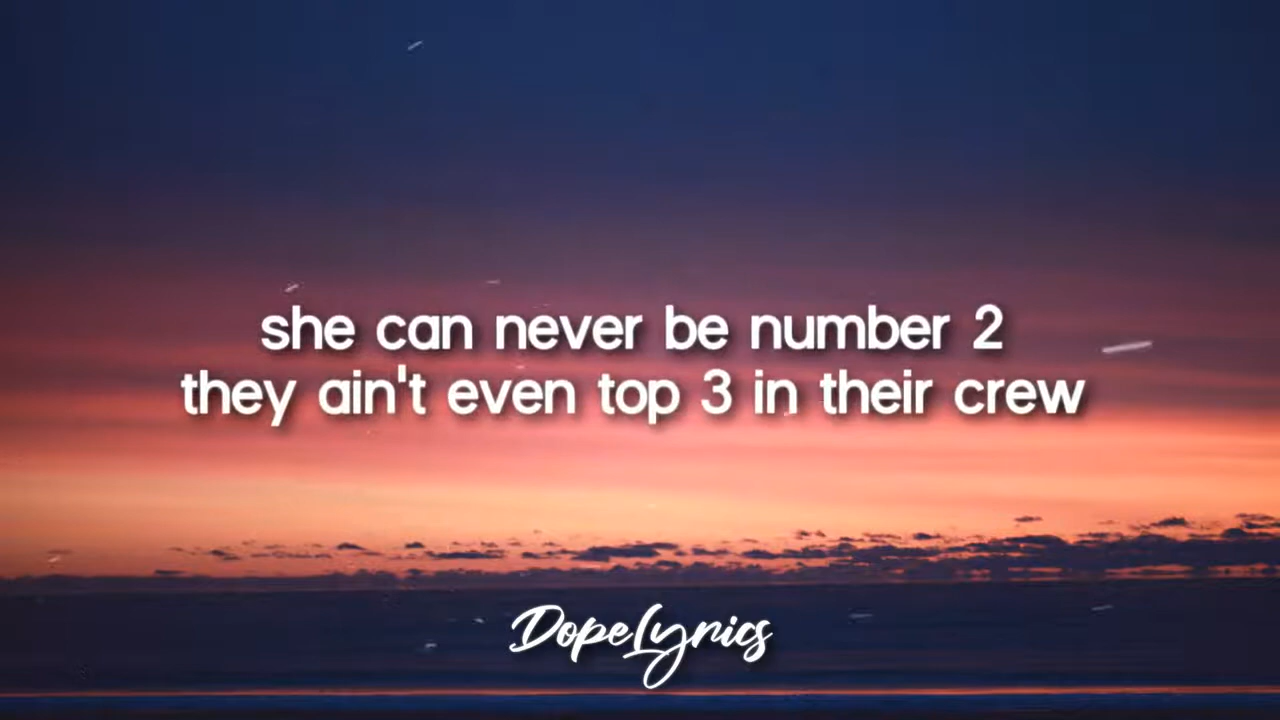 she can never be number 2
they ain't even top 3 in their crew
DopeLyrics